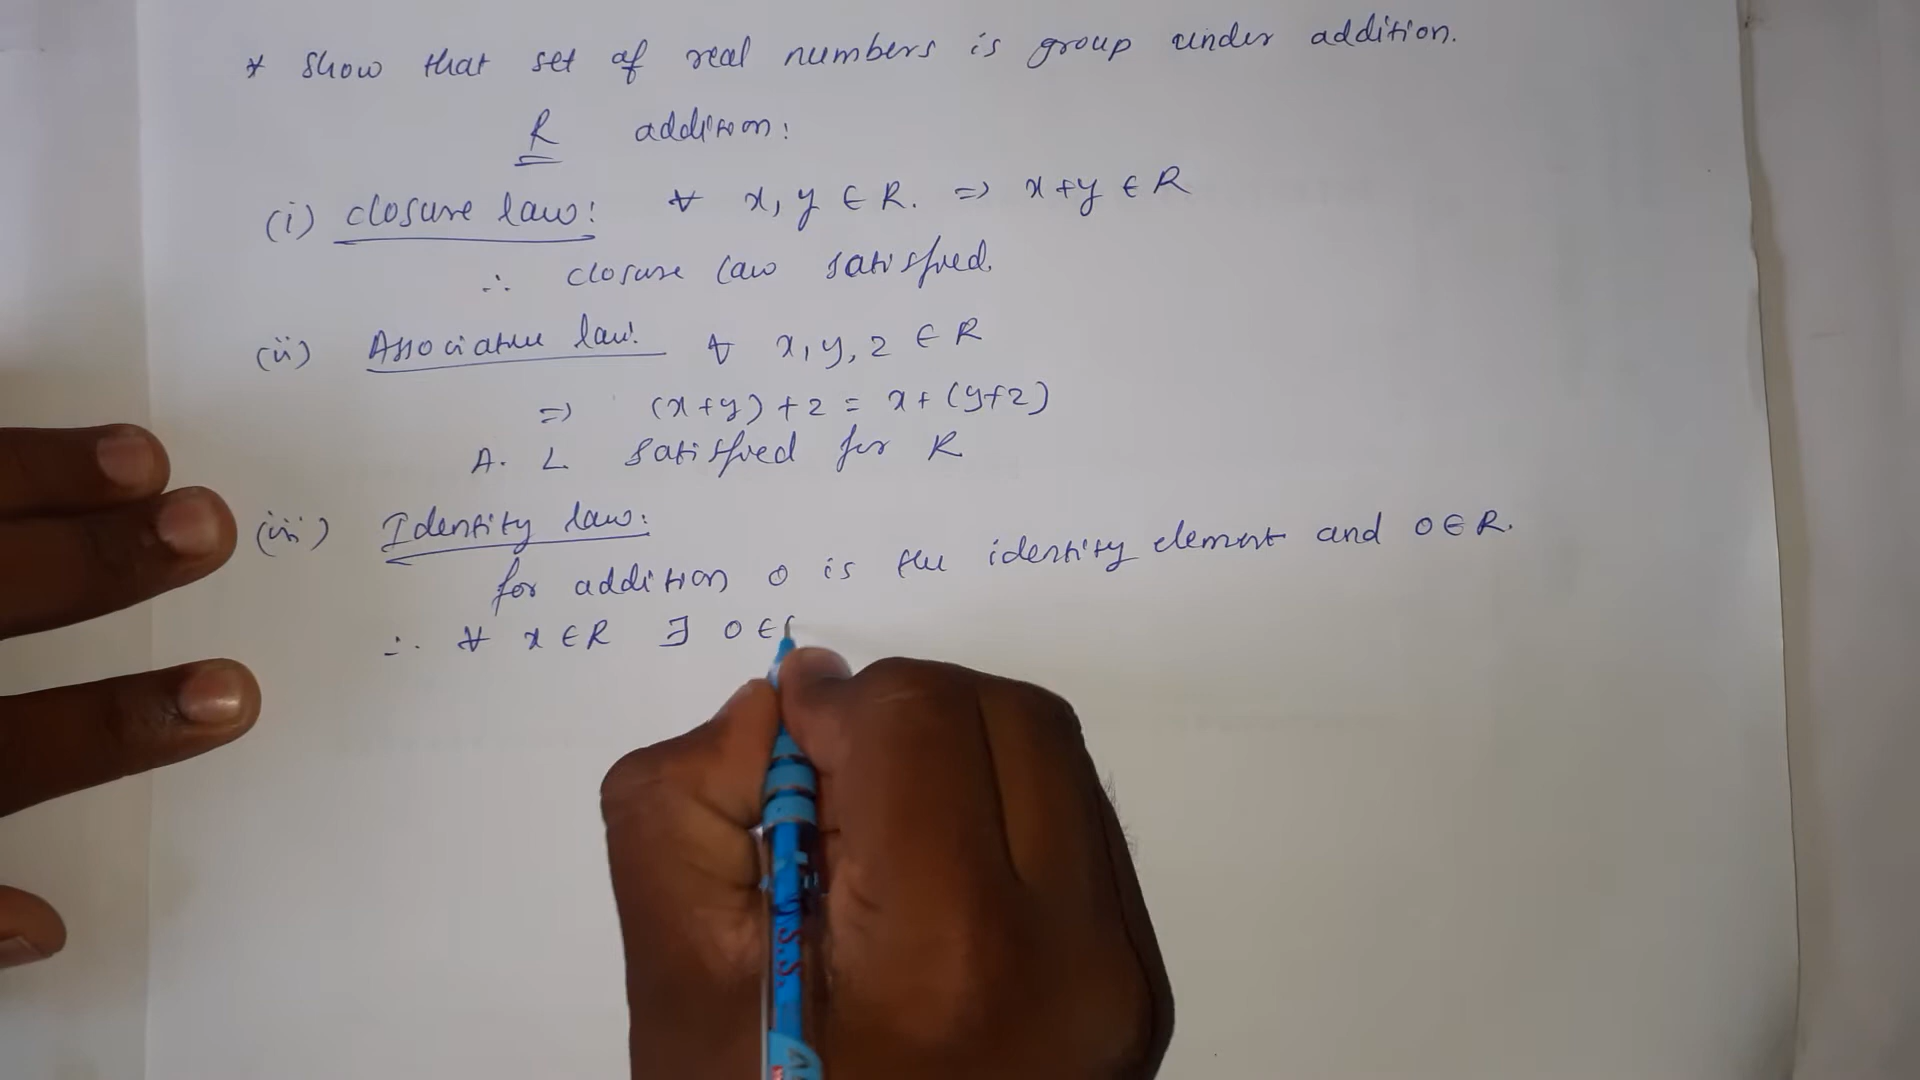 * Show that set of real numbers is group under addition.
R addition:
(i) closure law: ∀ x, y ∈ R. => x+y ∈ R
∴ closure law satisfied.
(ii) Associative law: ∀ x, y, z ∈ R
=> (x+y)+z = x+(y+z)
A. L. satisfied for R
(iii) Identity law:
for addition 0 is the identity element and 0 ∈ R.
∴ ∀ x ∈ R ∃ 0 ∈